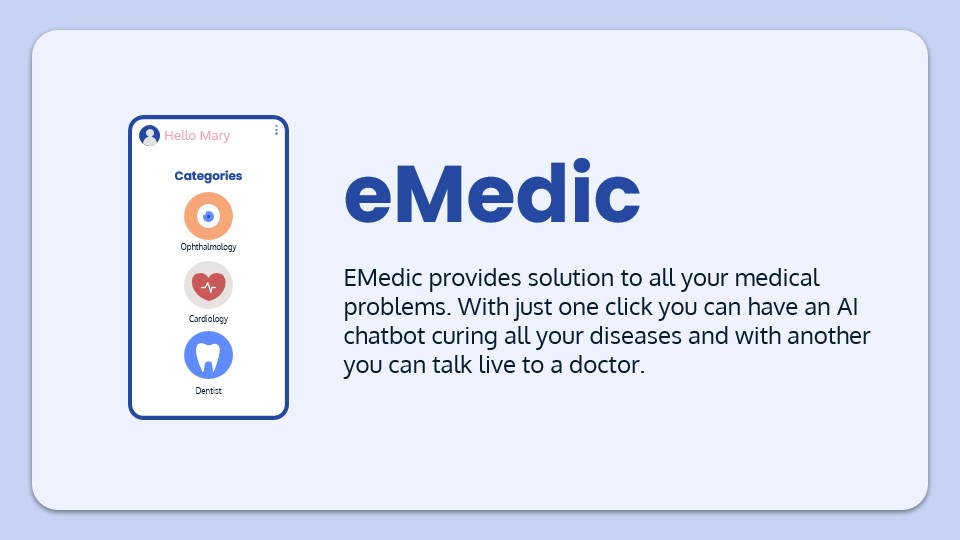 Hello Mary
Categories
Ophthalmology
Cardiology
Dentist
eMedic
EMedic provides solution to all your medical
problems. With just one click you can have an AI
chatbot curing all your diseases and with another
you can talk live to a doctor.